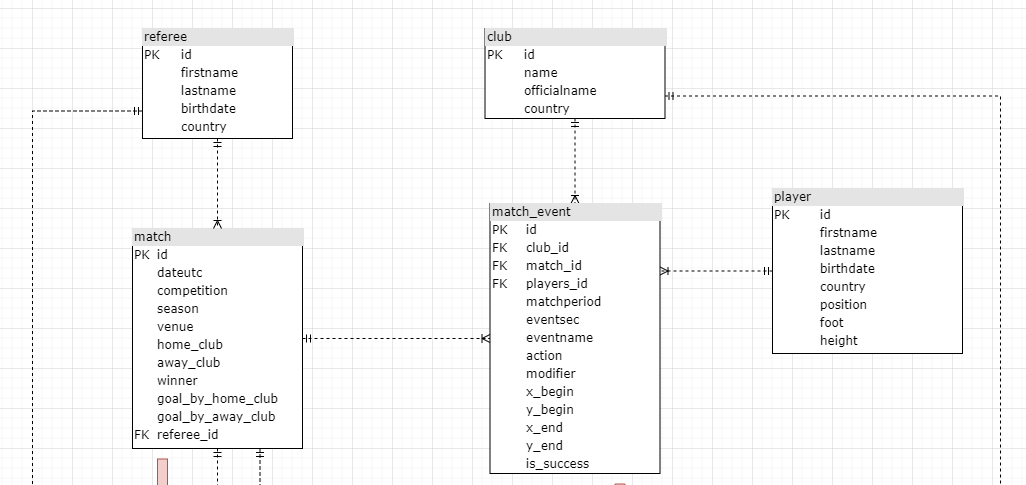 referee
PK id
firstname
lastname
birthdate
country
club
PK id
name
officialname
country
match
PK id
dateutc
competition
season
venue
home_club
away_club
winner
goal_by_home_club
goal_by_away_club
FK referee_id
match_event
PK id
FK club_id
FK match_id
FK players_id
matchperiod
eventsec
eventname
action
modifier
x_begin
y_begin
x_end
y_end
is_success
player
PK id
firstname
lastname
birthdate
country
position
foot
height